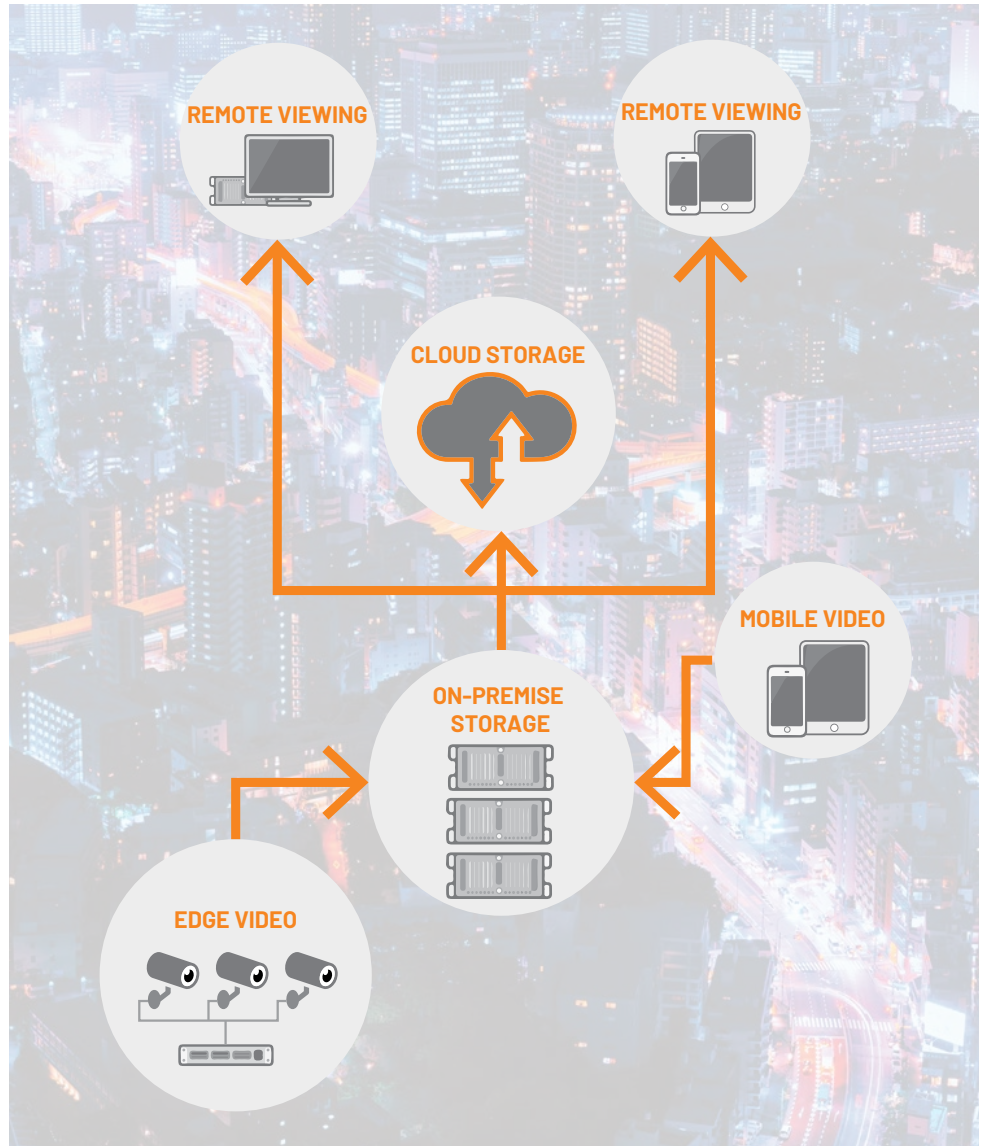 REMOTE VIEWING
REMOTE VIEWING
CLOUD STORAGE
MOBILE VIDEO
ON-PREMISE
STORAGE
EDGE VIDEO